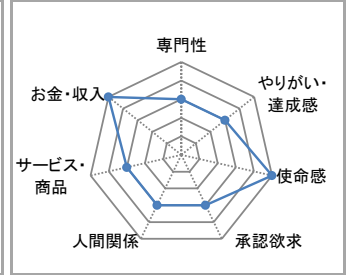 専門性
やりがい・
達成感
使命感
承認欲求
人間関係
サービス・
商品
お金・収入